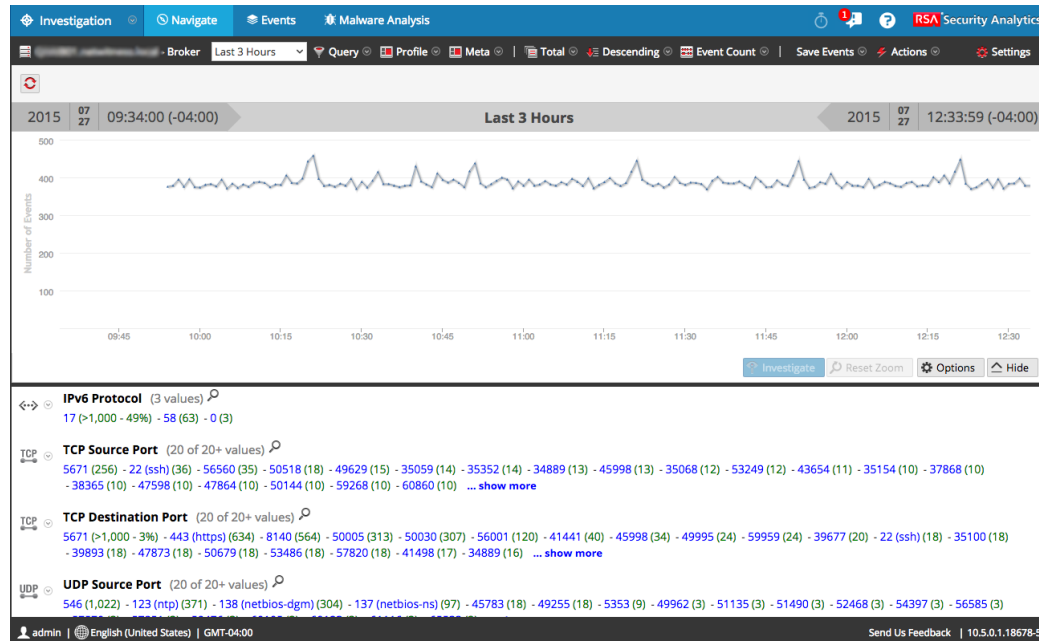 Investigation Navigate Events Malware Analysis 1 ? RSA Security Analytics
- Broker Last 3 Hours Query Profile Meta | Total Descending Event Count | Save Events Actions Settings
2015 07 27 09:34:00 (-04:00) Last 3 Hours 2015 07 27 12:33:59 (-04:00)
500
400
300
200
100
Number of Events
09:45 10:00 10:15 10:30 10:45 11:00 11:15 11:30 11:45 12:00 12:15 12:30
Investigate Reset Zoom Options Hide
IPv6 Protocol (3 values)
17 (>1,000 - 49%) - 58 (63) - 0 (3)
TCP TCP Source Port (20 of 20+ values)
5671 (256) - 22 (ssh) (36) - 56560 (35) - 50518 (18) - 49629 (15) - 35059 (14) - 35352 (14) - 34889 (13) - 45998 (13) - 35068 (12) - 53249 (12) - 43654 (11) - 35154 (10) - 37868 (10)
- 38365 (10) - 47598 (10) - 47864 (10) - 50144 (10) - 59268 (10) - 60860 (10) ... show more
TCP TCP Destination Port (20 of 20+ values)
5671 (>1,000 - 3%) - 443 (https) (634) - 8140 (564) - 50005 (313) - 50030 (307) - 56001 (120) - 41441 (40) - 45998 (34) - 49995 (24) - 59959 (24) - 39677 (20) - 22 (ssh) (18) - 35100 (18)
- 39893 (18) - 47873 (18) - 50679 (18) - 53486 (18) - 57820 (18) - 41498 (17) - 34889 (16) ... show more
UDP UDP Source Port (20 of 20+ values)
546 (1,022) - 123 (ntp) (371) - 138 (netbios-dgm) (304) - 137 (netbios-ns) (97) - 45783 (18) - 49255 (18) - 5353 (9) - 49962 (3) - 51135 (3) - 51490 (3) - 52468 (3) - 54397 (3) - 56585 (3)
admin | English (United States) | GMT-04:00 Send Us Feedback | 10.5.0.1.18678-5